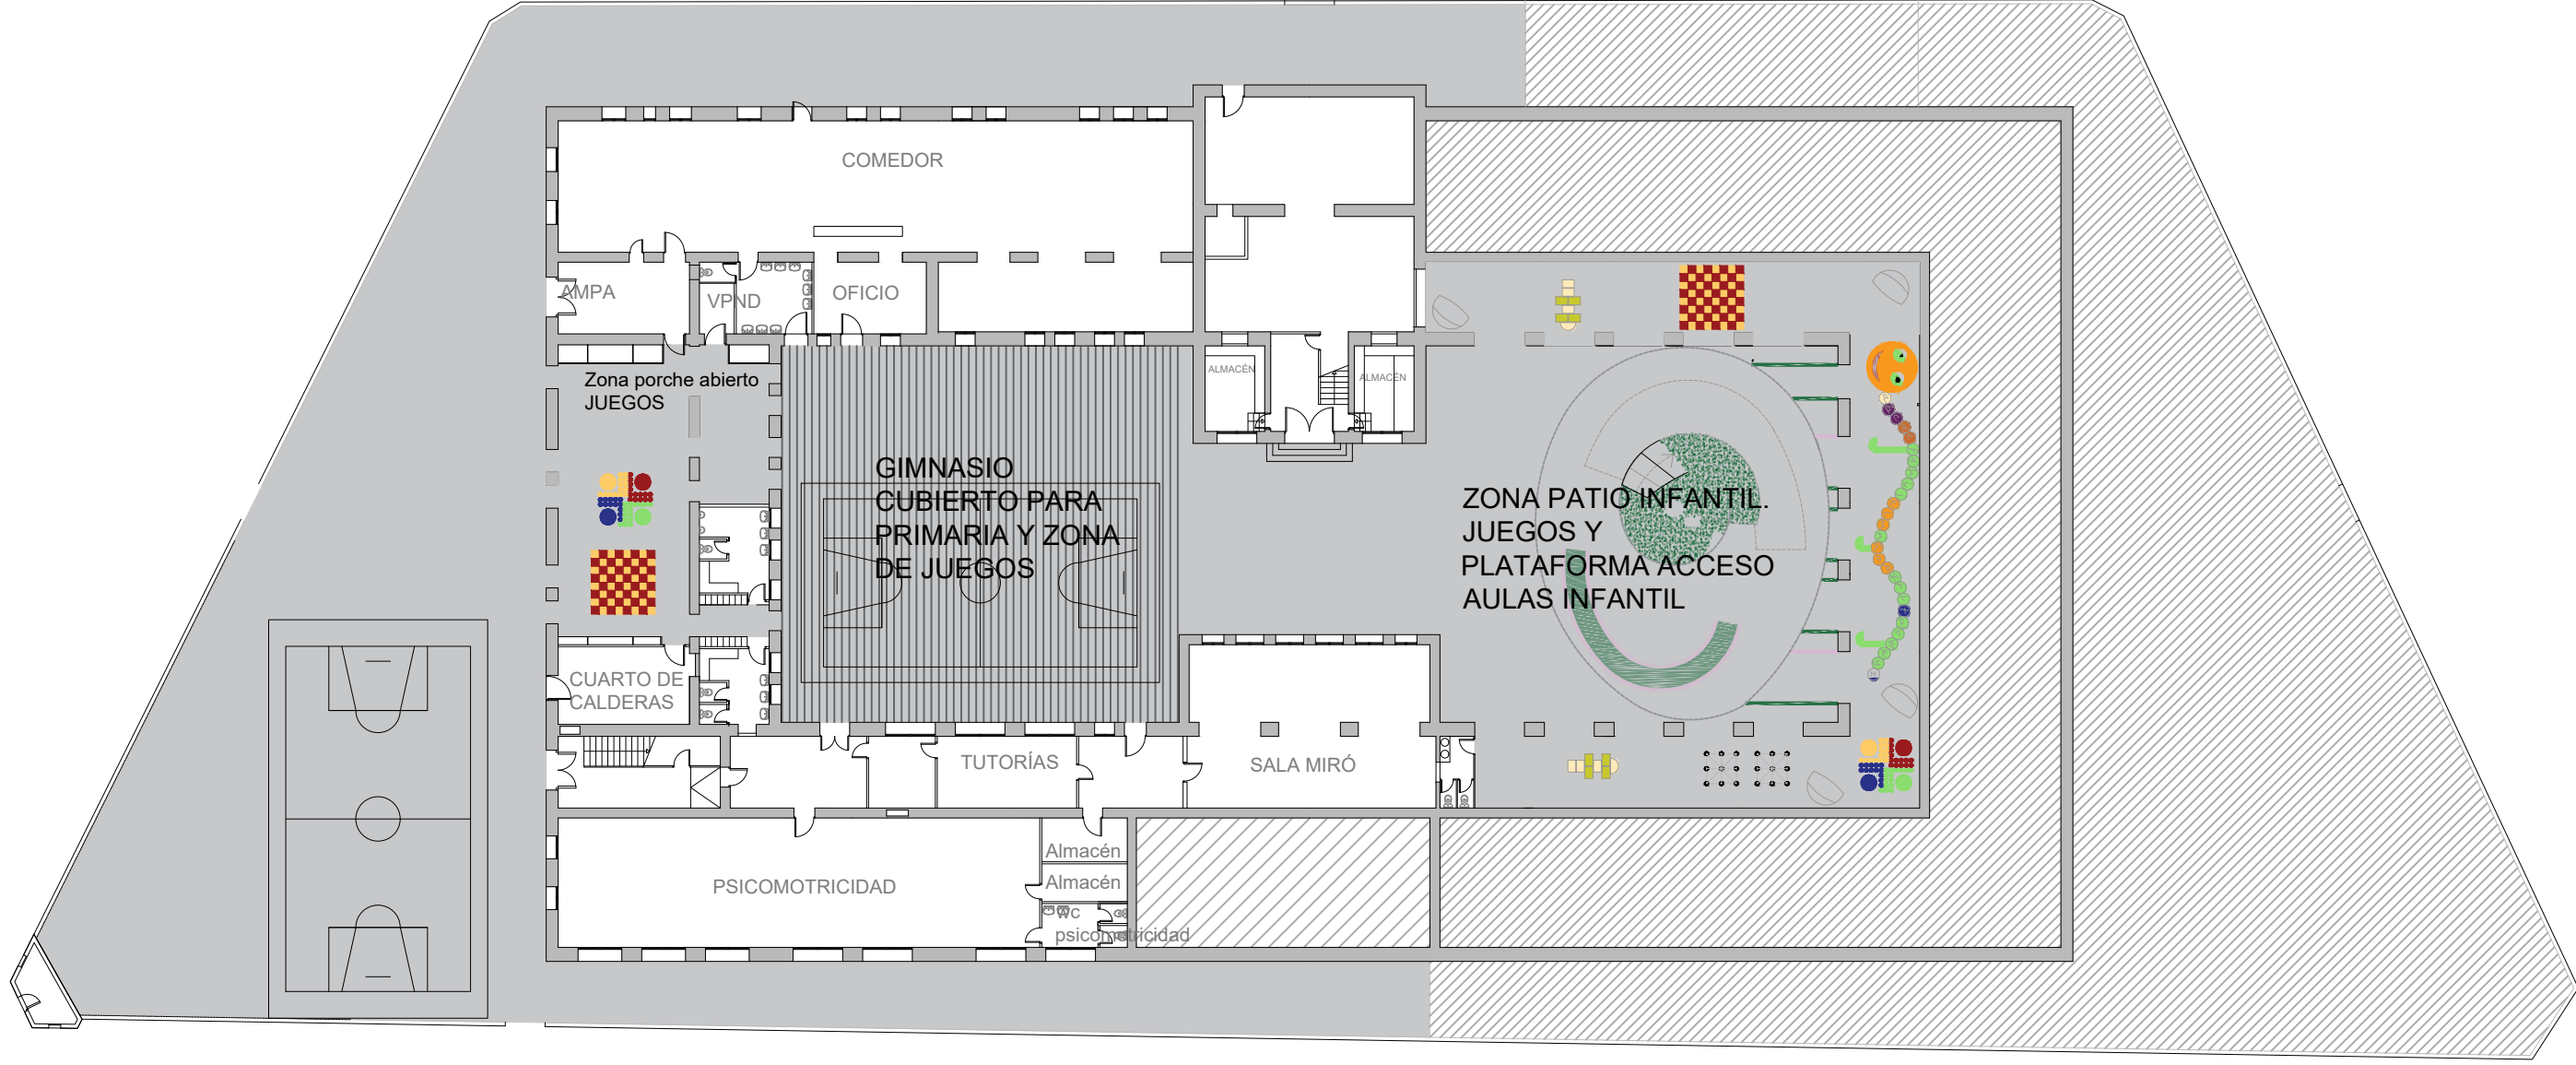 COMEDOR
AMPA
VPND
OFICIO
Zona porche abierto
JUEGOS
ALMACÉN
ALMACÉN
GIMNASIO
CUBIERTO PARA
PRIMARIA Y ZONA
DE JUEGOS
ZONA PATIO INFANTIL.
JUEGOS Y
PLATAFORMA ACCESO
AULAS INFANTIL
CUARTO DE
CALDERAS
TUTORÍAS
SALA MIRÓ
PSICOMOTRICIDAD
Almacén
Almacén
WC
psicomotricidad